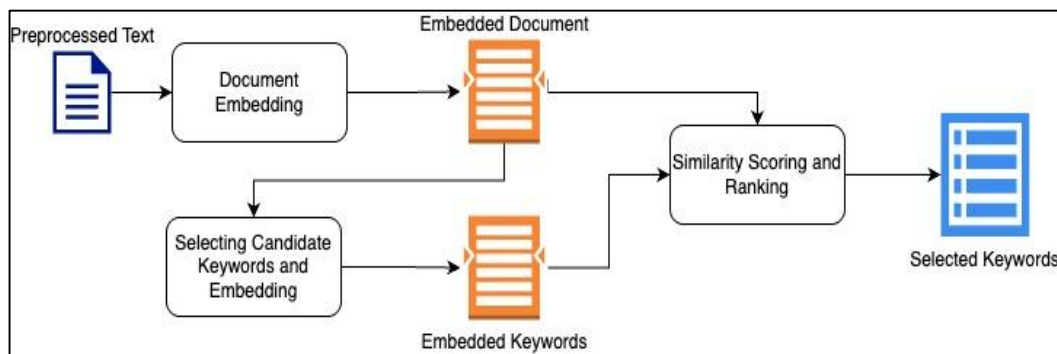 Preprocessed Text
Document
Embedding
Embedded Document
Selecting Candidate
Keywords and
Embedding
Embedded Keywords
Similarity Scoring and
Ranking
Selected Keywords